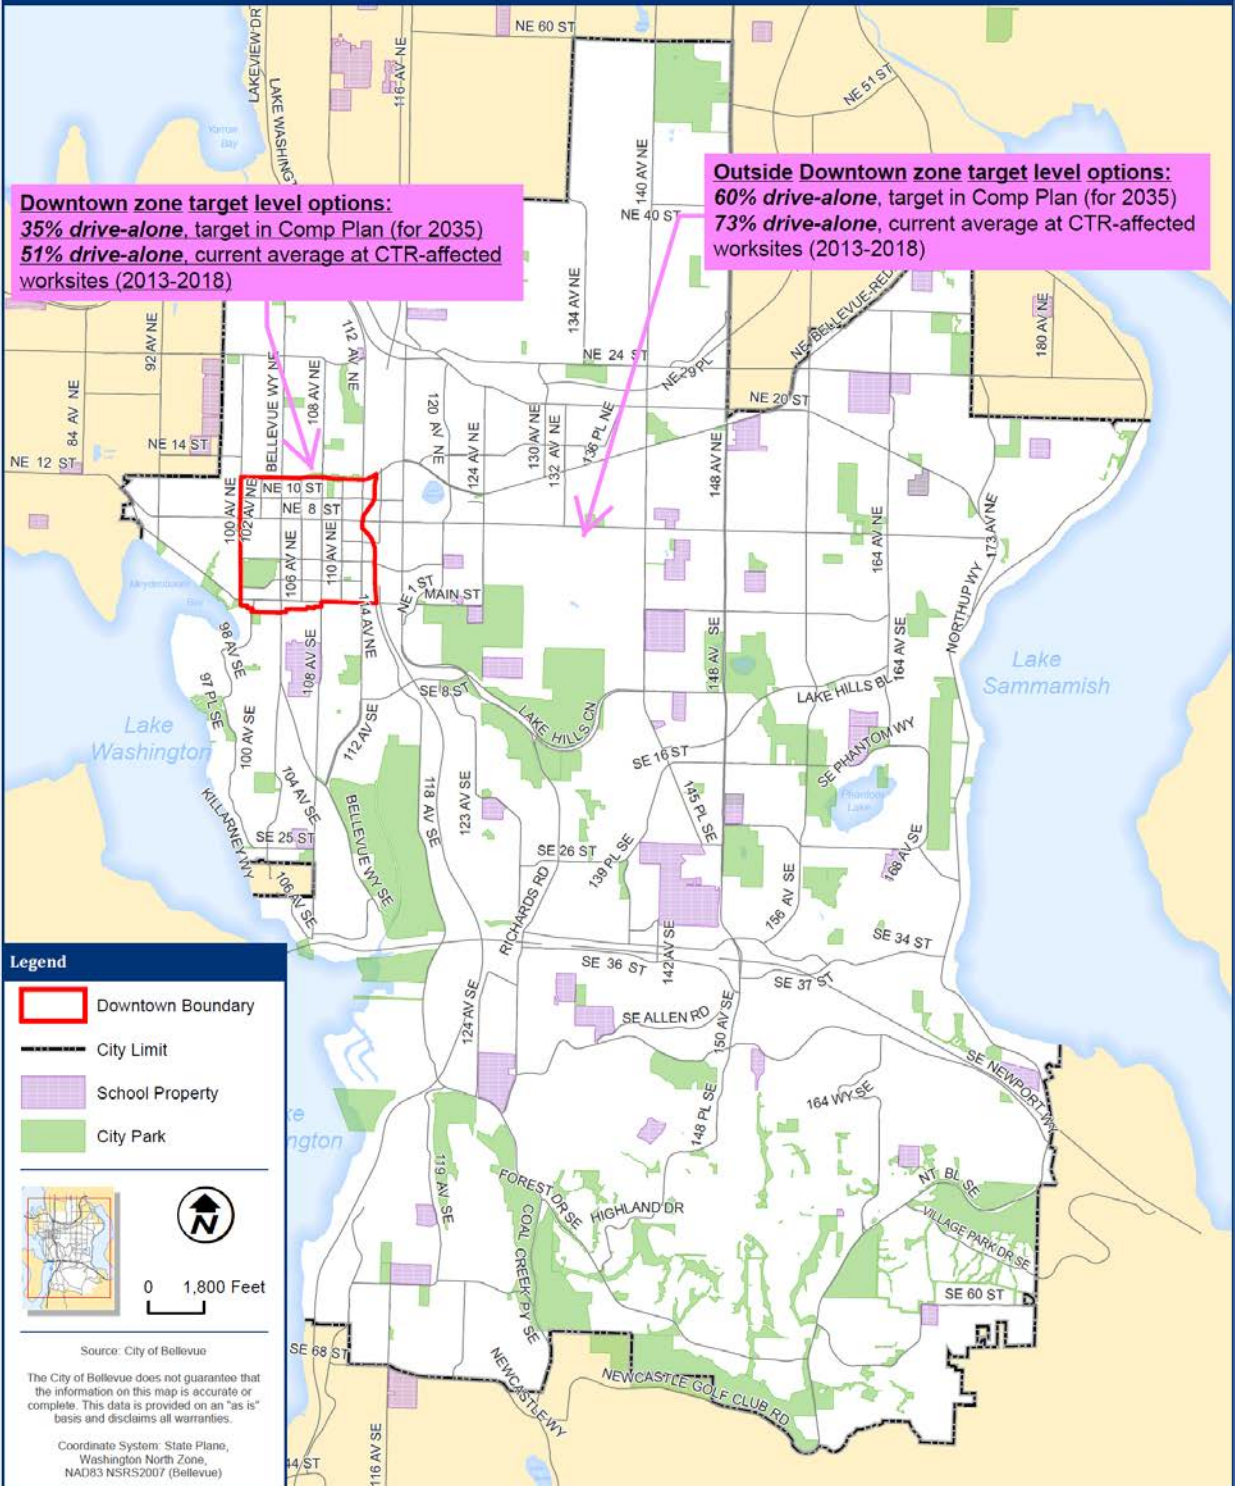 NE 60 ST
LAKEVIEW DR
LAKE WASHINGT
116 AV NE
NE 51 ST
Yarrow
Bay
140 AV NE
NE 40 ST
Downtown zone target level options:
35% drive-alone, target in Comp Plan (for 2035)
51% drive-alone, current average at CTR-affected
worksites (2013-2018)
Outside Downtown zone target level options:
60% drive-alone, target in Comp Plan (for 2035)
73% drive-alone, current average at CTR-affected
worksites (2013-2018)
134 AV NE
NE BELLEVUE-RED
180 AV NE
92 AV NE
112 AV NE
NE 24 ST
NE 29 PL
84 AV NE
BELLEVUE WY NE
108 AV NE
120 AV NE
NE 20 ST
NE 14 ST
124 AV NE
130 AV NE
132 AV NE
136 PL NE
148 AV NE
NE 12 ST
100 AV NE
102 AV NE
NE 10 ST
NE 8 ST
106 AV NE
110 AV NE
164 AV NE
173 AV NE
Meydenbauer
Bay
NE 1 ST
MAIN ST
114 AV NE
NORTHUP WY
98 AV SE
108 AV SE
148 AV SE
164 AV SE
Lake
Sammamish
97 PL SE
SE 8 ST
LAKE HILLS BL
Lake
Washington
100 AV SE
112 AV SE
LAKE HILLS CN
SE 16 ST
SE PHANTOM WY
Phantom
Lake
KILLARNEY WY
104 AV SE
BELLEVUE WY SE
118 AV SE
123 AV SE
145 PL SE
SE 25 ST
SE 26 ST
139 PL SE
168 AV SE
106 AV SE
RICHARDS RD
156 AV SE
142 AV SE
SE 34 ST
SE 36 ST
SE 37 ST
124 AV SE
SE ALLEN RD
150 AV SE
SE NEWPORT WY
164 WY SE
148 PL SE
ke
ngton
119 AV SE
FOREST DR SE
HIGHLAND DR
NT BL SE
VILLAGE PARK DR SE
COAL CREEK PY SE
SE 60 ST
SE 68 ST
NEWCASTLE WY
NEWCASTLE GOLF CLUB RD
44 ST
116 AV SE
Legend
Downtown Boundary
City Limit
School Property
City Park
N
0 1,800 Feet
Source: City of Bellevue
The City of Bellevue does not guarantee that
the information on this map is accurate or
complete. This data is provided on an "as is"
basis and disclaims all warranties.
Coordinate System: State Plane,
Washington North Zone,
NAD83 NSRS2007 (Bellevue)